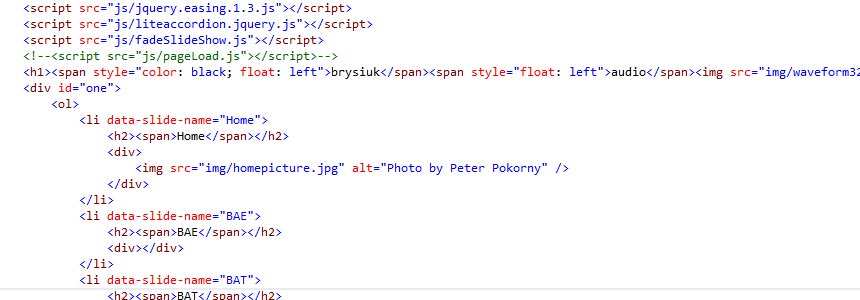 <script src="js/jquery.easing.1.3.js"></script>
<script src="js/liteaccordion.jquery.js"></script>
<script src="js/fadeSlideShow.js"></script>
<!--<script src="js/pageLoad.js"></script>-->
<h1><span style="color: black; float: left">brysiuk</span><span style="float: left">audio</span><img src="img/waveform32
<div id="one">
<ol>
<li data-slide-name="Home">
<h2><span>Home</span></h2>
<div>
<img src="img/homepicture.jpg" alt="Photo by Peter Pokorny" />
</div>
</li>
<li data-slide-name="BAE">
<h2><span>BAE</span></h2>
<div></div>
</li>
<li data-slide-name="BAT">
<h2><span>BAT</span></h2>